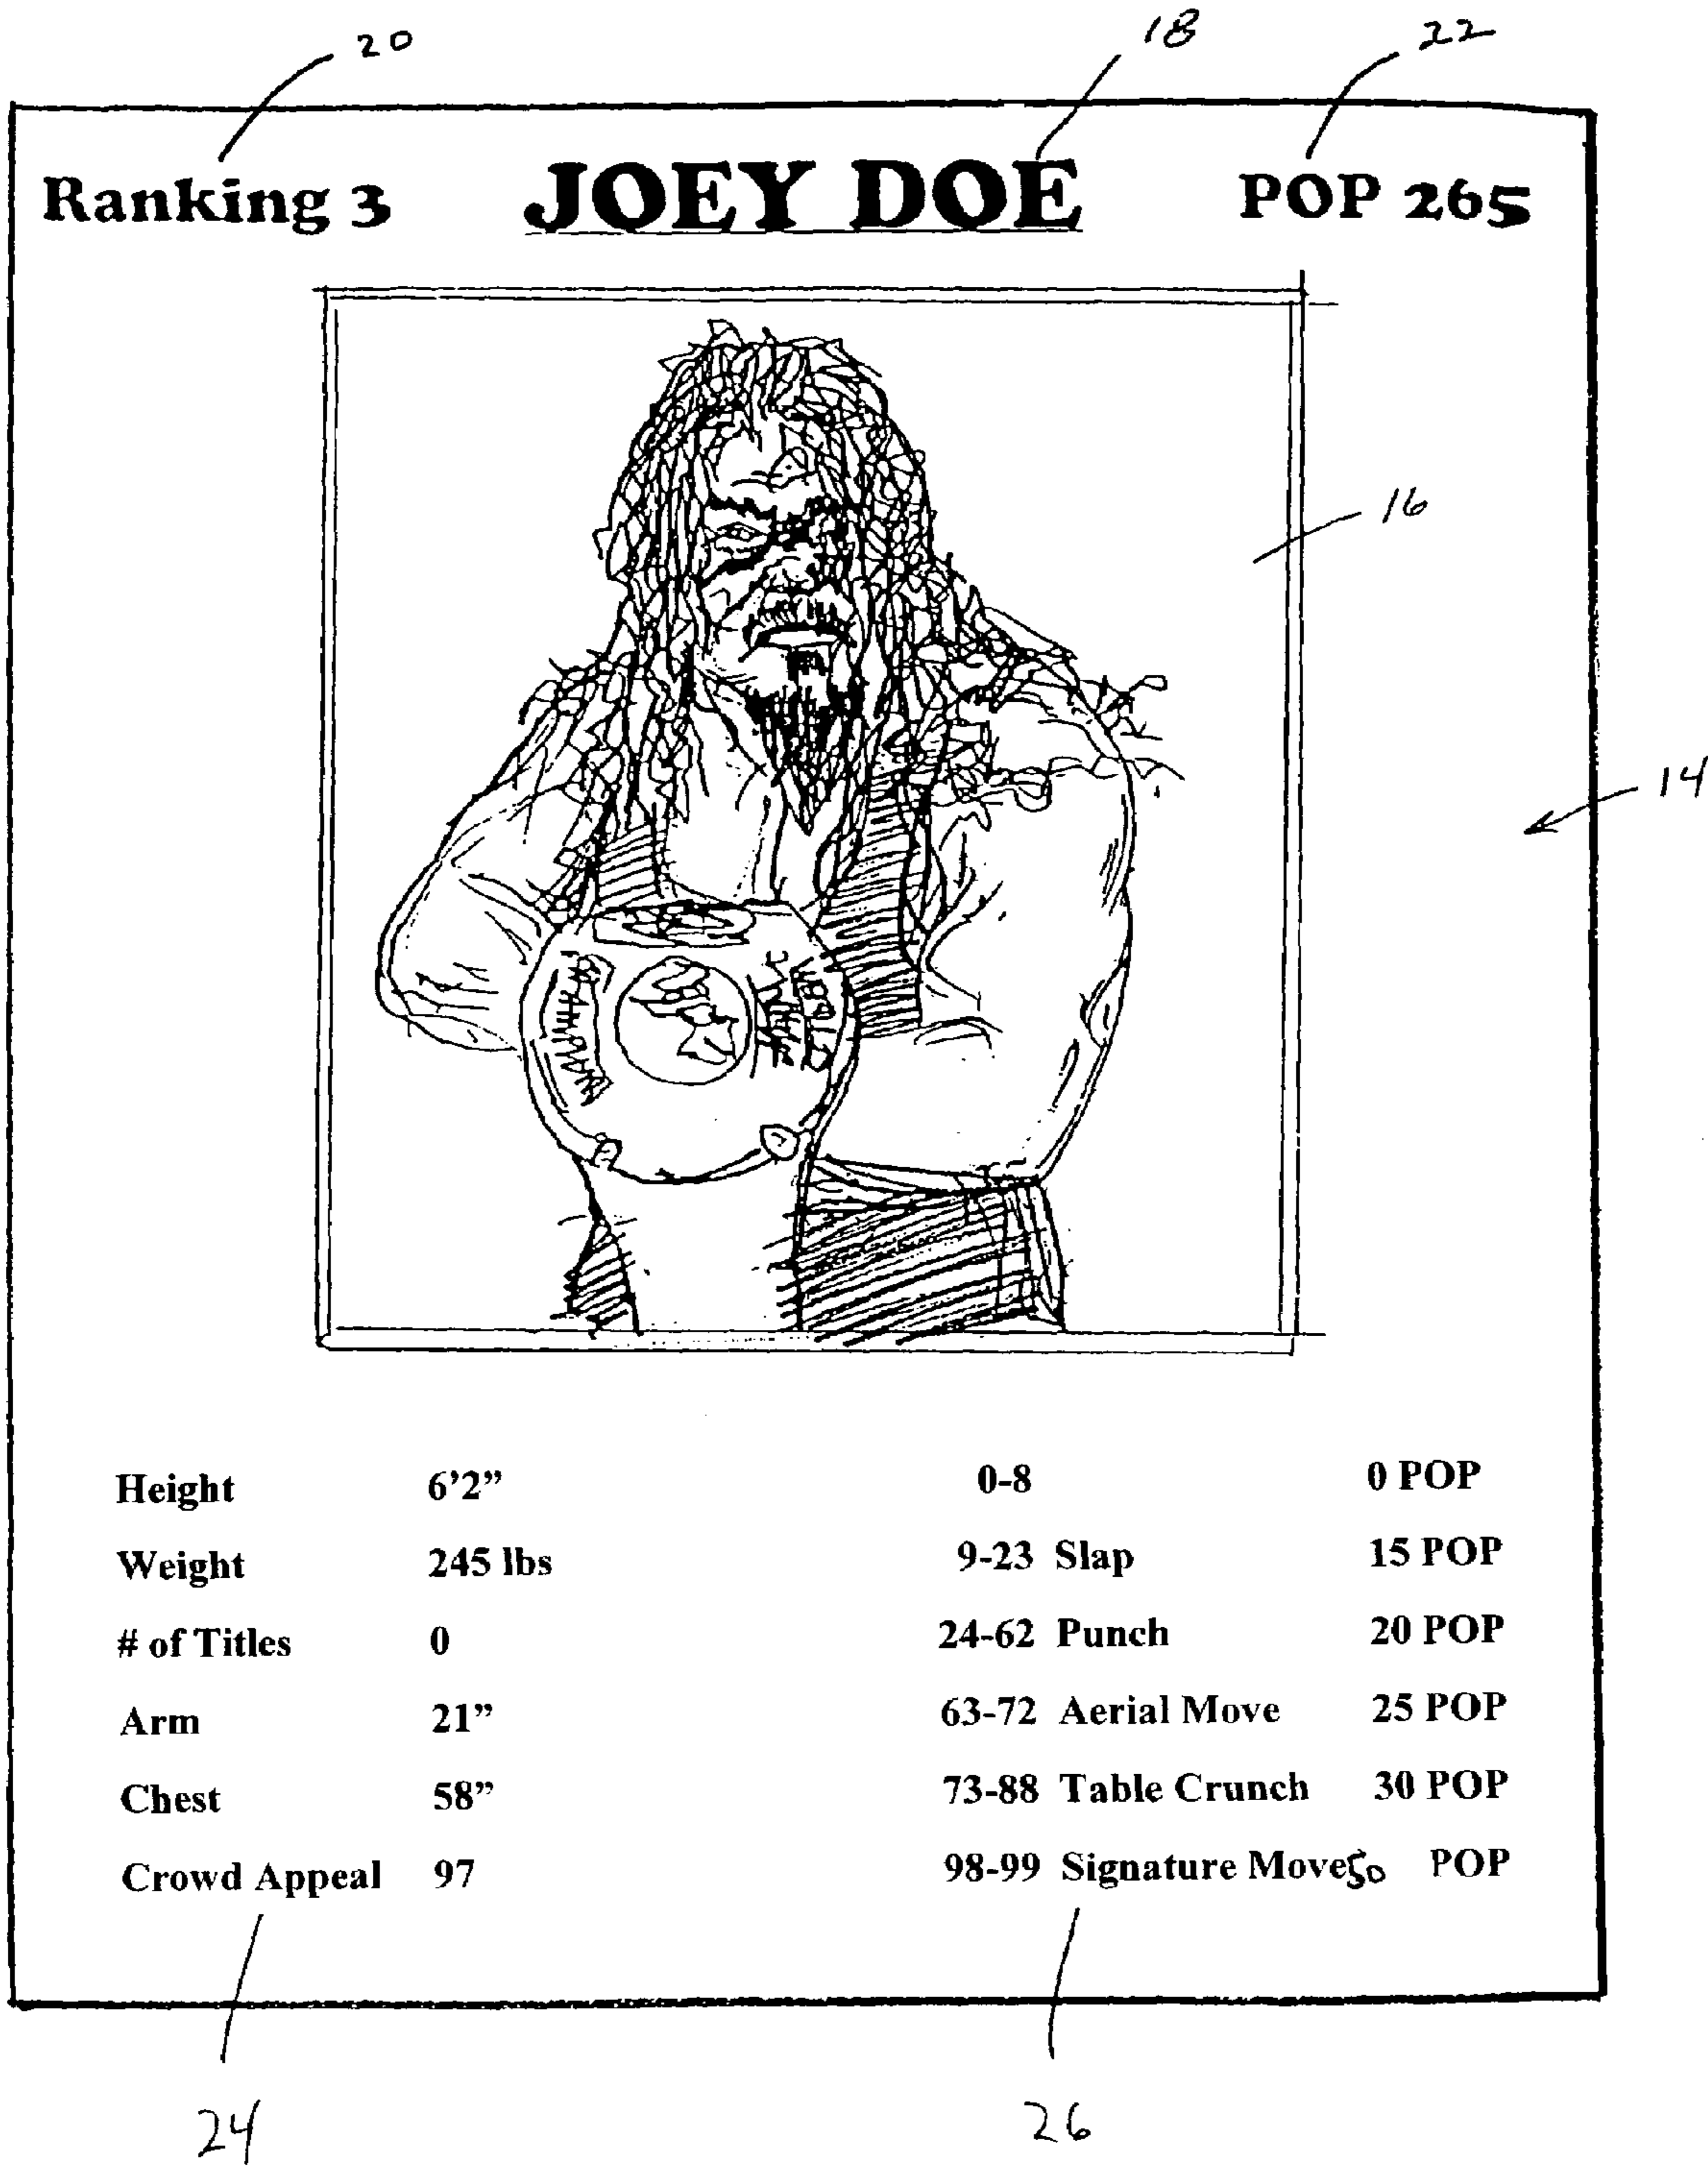 20 18 22
Ranking 3 JOEY DOE POP 265
16
14
Height 6’2” 0-8 0 POP
Weight 245 lbs 9-23 Slap 15 POP
# of Titles 0 24-62 Punch 20 POP
Arm 21” 63-72 Aerial Move 25 POP
Chest 58” 73-88 Table Crunch 30 POP
Crowd Appeal 97 98-99 Signature Move 50 POP
24 26